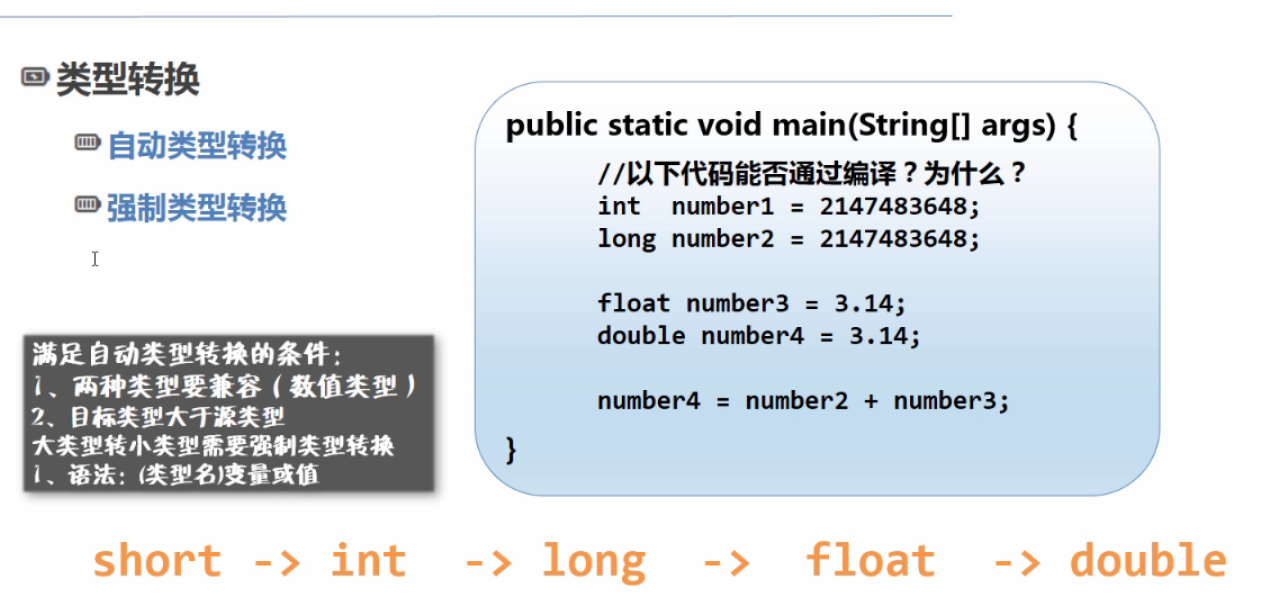 类型转换
自动类型转换
强制类型转换
满足自动类型转换的条件:
1、两种类型要兼容（数值类型）
2、目标类型大于源类型
大类型转小类型需要强制类型转换
1、语法:(类型名)变量或值
public static void main(String[] args) {
//以下代码能否通过编译？为什么？
int  number1 = 2147483648;
long number2 = 2147483648;
float number3 = 3.14;
double number4 = 3.14;
number4 = number2 + number3;
}
short -> int -> long -> float -> double